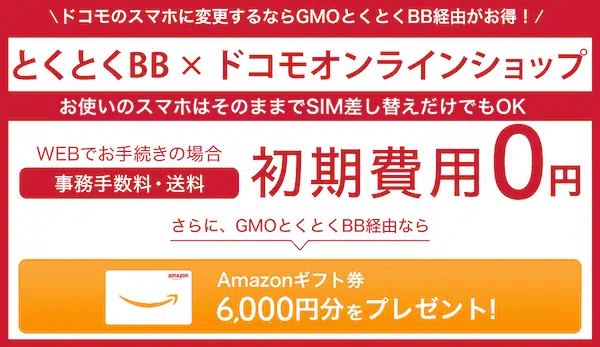 \ドコモのスマホに変更するならGMOとくとくBB経由がお得！/
とくとくBB × ドコモオンラインショップ
お使いのスマホはそのままでSIM差し替えだけでもOK
WEBでお手続きの場合
事務手数料・送料
初期費用0円
さらに、GMOとくとくBB経由なら
amazon
Amazonギフト券
6,000円分をプレゼント！